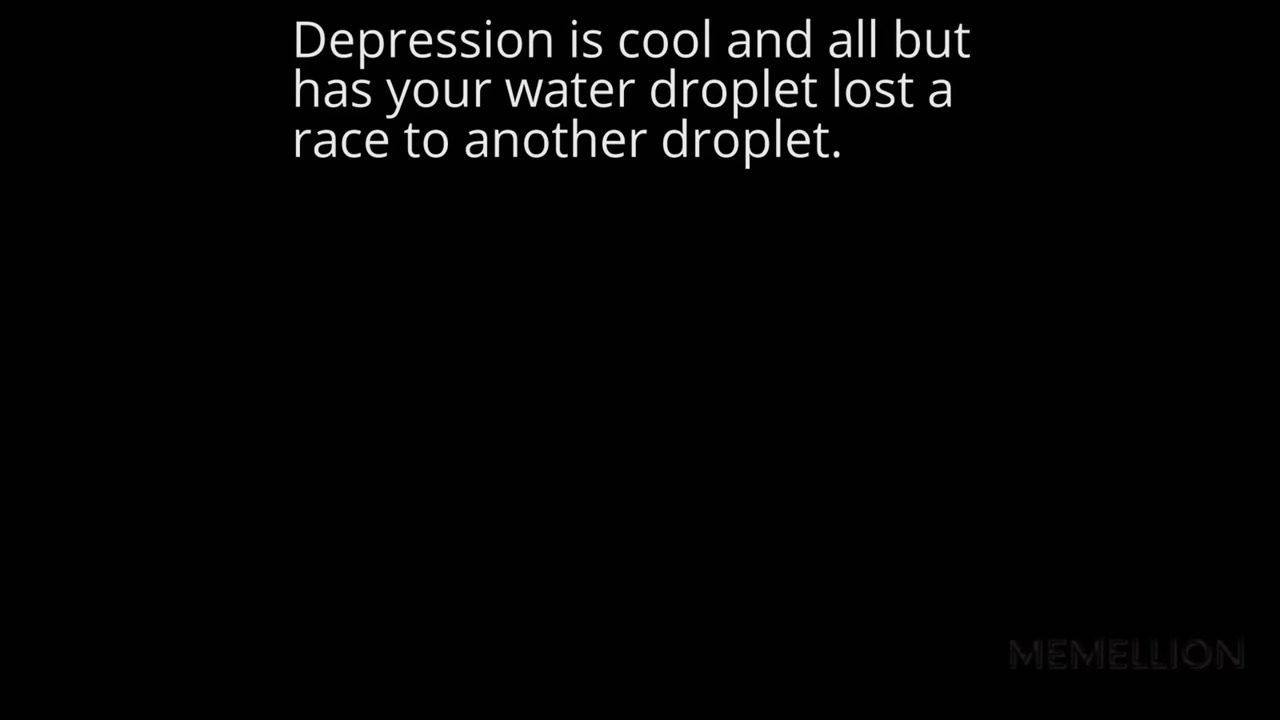 Depression is cool and all but
has your water droplet lost a
race to another droplet.
MEMELLION